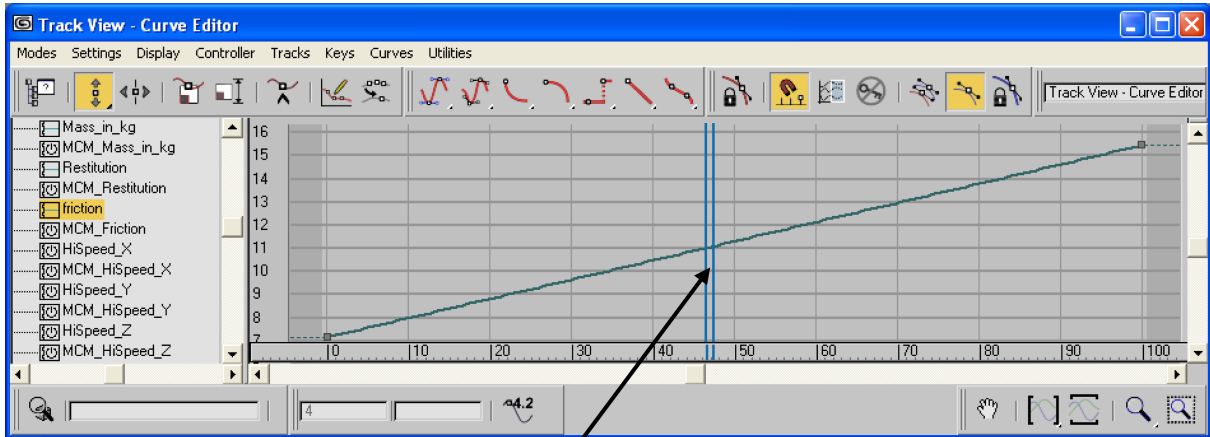 Track View - Curve Editor
Modes Settings Display Controller Tracks Keys Curves Utilities
? Track View - Curve Editor
Mass_in_kg
MCM_Mass_in_kg
Restitution
MCM_Restitution
friction
MCM_Friction
HiSpeed_X
MCM_HiSpeed_X
HiSpeed_Y
MCM_HiSpeed_Y
HiSpeed_Z
MCM_HiSpeed_Z
16
15
14
13
12
11
10
9
8
7
0 10 20 30 40 50 60 70 80 90 100
4 4.2